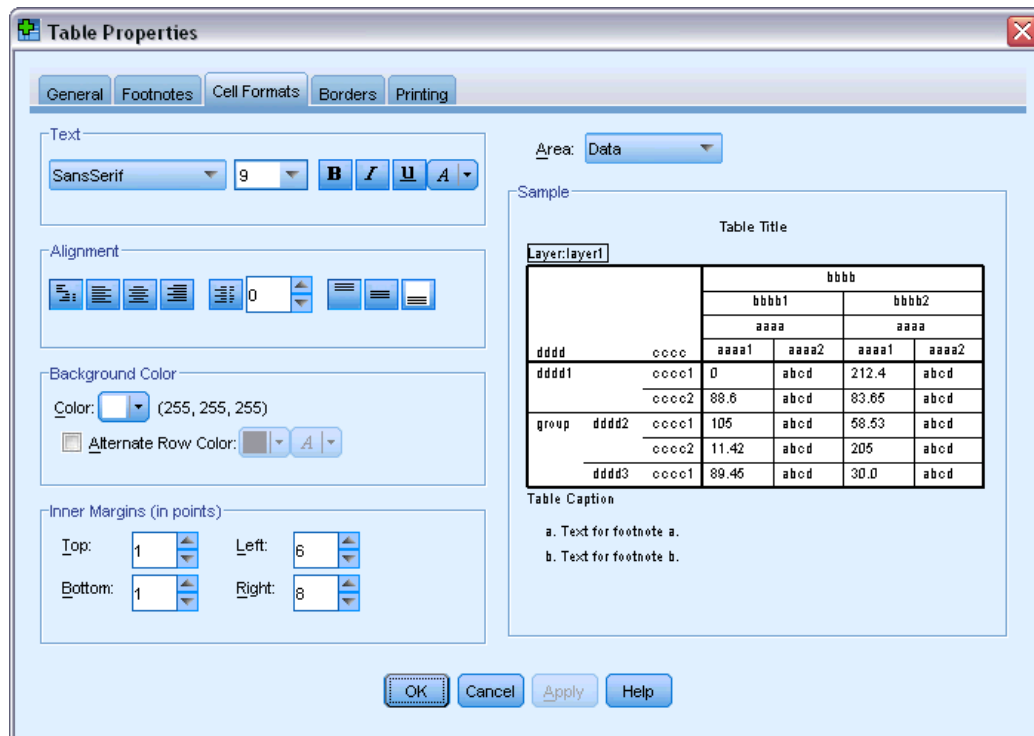 Table Properties
General Footnotes Cell Formats Borders Printing
Text
SansSerif 9 B I U A
Alignment
0
Background Color
Color: (255, 255, 255)
Alternate Row Color: A
Inner Margins (in points)
Top: 1 Left: 6
Bottom: 1 Right: 8
Area: Data
Sample
Table Title
Layer:layer1
bbbb
bbbb1 bbbb2
aaaa aaaa
dddd cccc aaaa1 aaaa2 aaaa1 aaaa2
dddd1 cccc1 0 abcd 212.4 abcd
cccc2 88.6 abcd 83.65 abcd
group dddd2 cccc1 105 abcd 58.53 abcd
cccc2 11.42 abcd 205 abcd
dddd3 cccc1 89.45 abcd 30.0 abcd
Table Caption
a. Text for footnote a.
b. Text for footnote b.
OK Cancel Apply Help